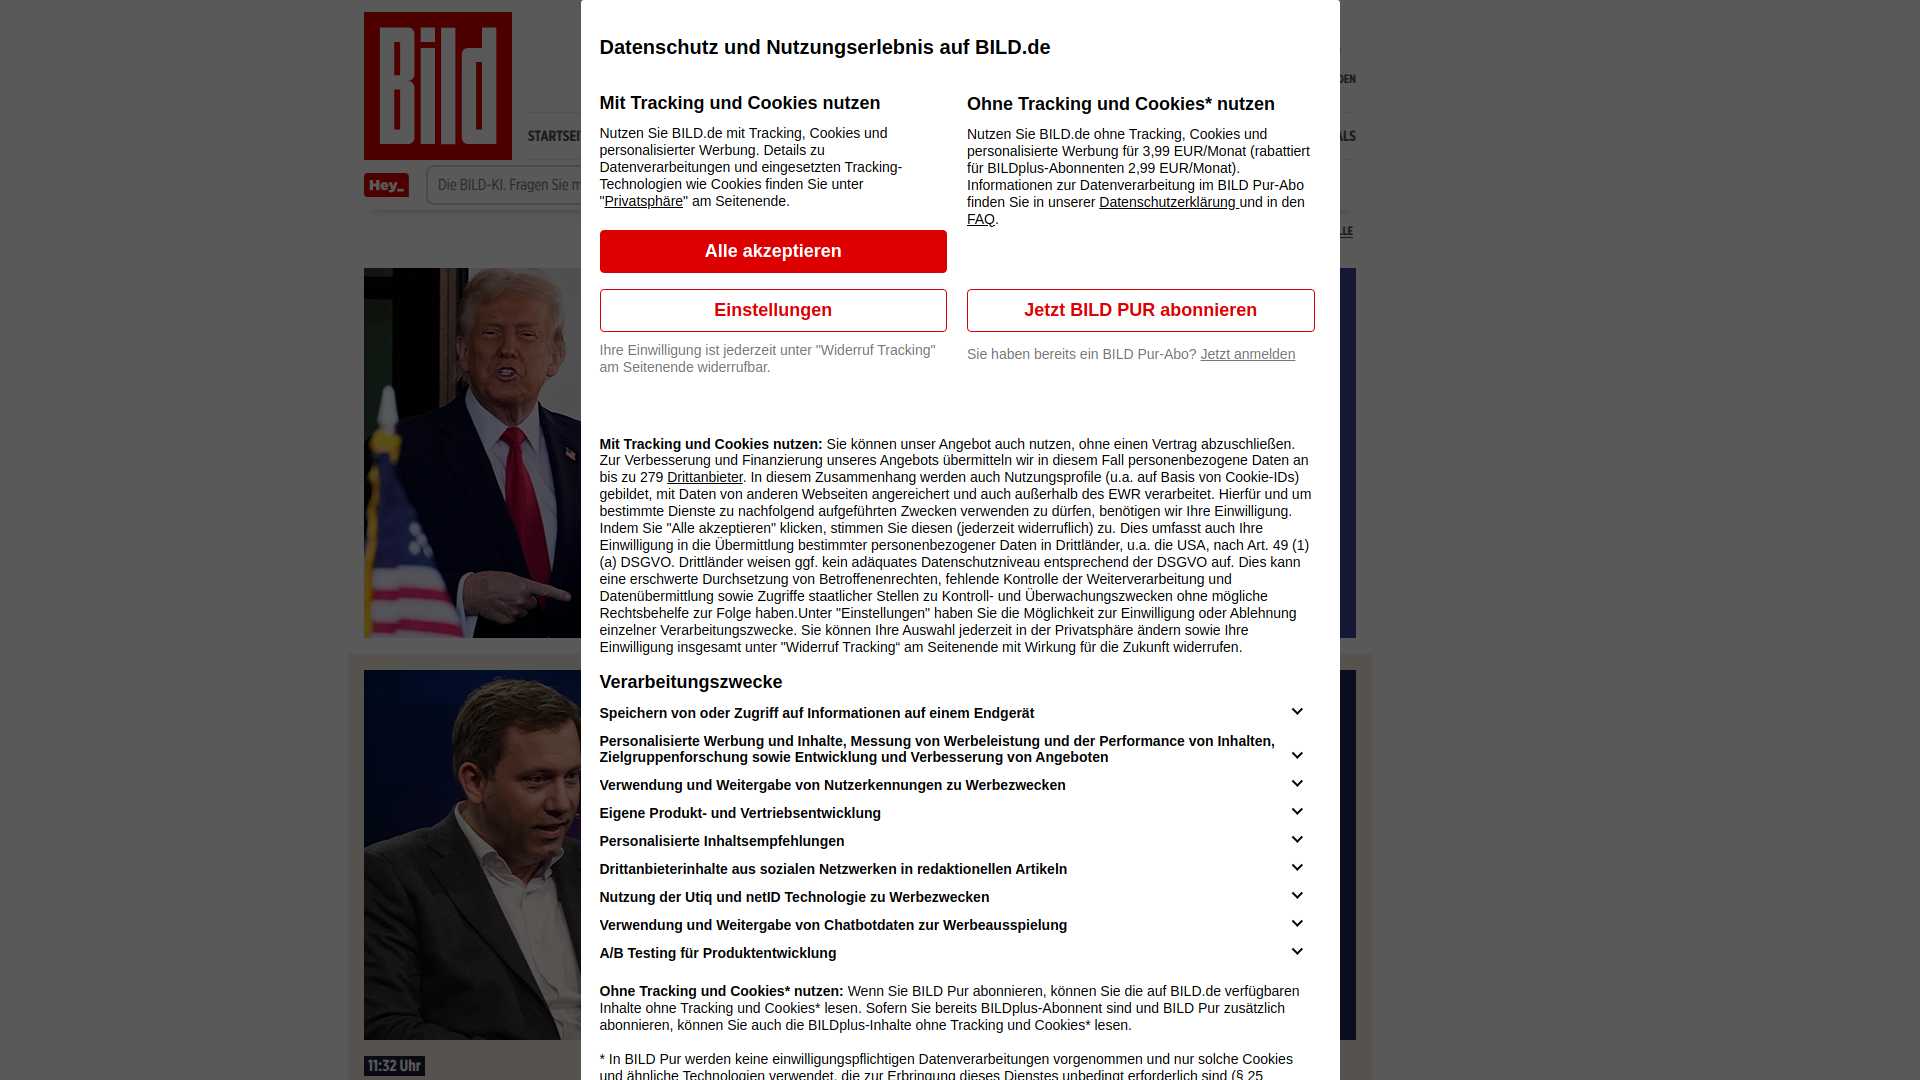 Bild
Datenschutz und Nutzungserlebnis auf BILD.de
Mit Tracking und Cookies nutzen
Nutzen Sie BILD.de mit Tracking, Cookies und
personalisierter Werbung. Details zu
Datenverarbeitungen und eingesetzten Tracking-
Technologien wie Cookies finden Sie unter
"Privatsphäre" am Seitenende.
Alle akzeptieren
Einstellungen
Ihre Einwilligung ist jederzeit unter "Widerruf Tracking"
am Seitenende widerrufbar.
Ohne Tracking und Cookies* nutzen
Nutzen Sie BILD.de ohne Tracking, Cookies und
personalisierte Werbung für 3,99 EUR/Monat (rabattiert
für BILDplus-Abonnenten 2,99 EUR/Monat).
Informationen zur Datenverarbeitung im BILD Pur-Abo
finden Sie in unserer Datenschutzerklärung und in den
FAQ.
Jetzt BILD PUR abonnieren
Sie haben bereits ein BILD Pur-Abo? Jetzt anmelden
Mit Tracking und Cookies nutzen: Sie können unser Angebot auch nutzen, ohne einen Vertrag abzuschließen.
Zur Verbesserung und Finanzierung unseres Angebots übermitteln wir in diesem Fall personenbezogene Daten an
bis zu 279 Drittanbieter. In diesem Zusammenhang werden auch Nutzungsprofile (u.a. auf Basis von Cookie-IDs)
gebildet, mit Daten von anderen Webseiten angereichert und auch außerhalb des EWR verarbeitet. Hierfür und um
bestimmte Dienste zu nachfolgend aufgeführten Zwecken verwenden zu dürfen, benötigen wir Ihre Einwilligung.
Indem Sie "Alle akzeptieren" klicken, stimmen Sie diesen (jederzeit widerruflich) zu. Dies umfasst auch Ihre
Einwilligung in die Übermittlung bestimmter personenbezogener Daten in Drittländer, u.a. die USA, nach Art. 49 (1)
(a) DSGVO. Drittländer weisen ggf. kein adäquates Datenschutzniveau entsprechend der DSGVO auf. Dies kann
eine erschwerte Durchsetzung von Betroffenenrechten, fehlende Kontrolle der Weiterverarbeitung und
Datenübermittlung sowie Zugriffe staatlicher Stellen zu Kontroll- und Überwachungszwecken ohne mögliche
Rechtsbehelfe zur Folge haben.Unter "Einstellungen" haben Sie die Möglichkeit zur Einwilligung oder Ablehnung
einzelner Verarbeitungszwecke. Sie können Ihre Auswahl jederzeit in der Privatsphäre ändern sowie Ihre
Einwilligung insgesamt unter "Widerruf Tracking“ am Seitenende mit Wirkung für die Zukunft widerrufen.
Verarbeitungszwecke
Speichern von oder Zugriff auf Informationen auf einem Endgerät
Personalisierte Werbung und Inhalte, Messung von Werbeleistung und der Performance von Inhalten,
Zielgruppenforschung sowie Entwicklung und Verbesserung von Angeboten
Verwendung und Weitergabe von Nutzerkennungen zu Werbezwecken
Eigene Produkt- und Vertriebsentwicklung
Personalisierte Inhaltsempfehlungen
Drittanbieterinhalte aus sozialen Netzwerken in redaktionellen Artikeln
Nutzung der Utiq und netID Technologie zu Werbezwecken
Verwendung und Weitergabe von Chatbotdaten zur Werbeausspielung
A/B Testing für Produktentwicklung
Ohne Tracking und Cookies* nutzen: Wenn Sie BILD Pur abonnieren, können Sie die auf BILD.de verfügbaren
Inhalte ohne Tracking und Cookies* lesen. Sofern Sie bereits BILDplus-Abonnent sind und BILD Pur zusätzlich
abonnieren, können Sie auch die BILDplus-Inhalte ohne Tracking und Cookies* lesen.
* In BILD Pur werden keine einwilligungspflichtigen Datenverarbeitungen vorgenommen und nur solche Cookies
und ähnliche Technologien verwendet, die zur Erbringung dieses Dienstes unbedingt erforderlich sind (§ 25
STARTSEI
Hey_
Die BILD-KI. Fragen Sie m
DEN
ALS
LLE
11:32 Uhr